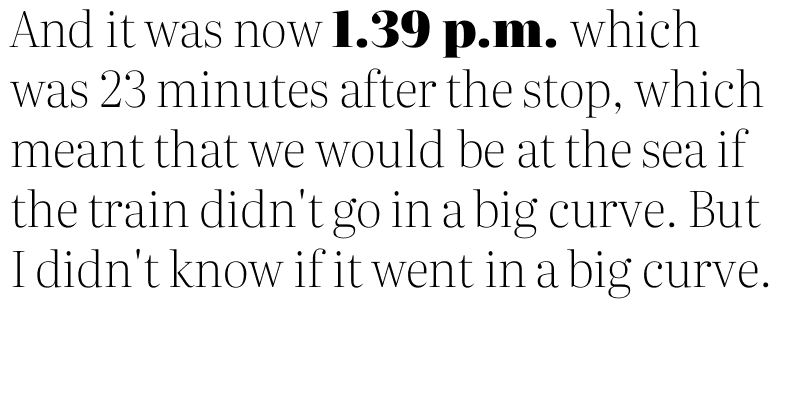 And it was now 1.39 p.m. which
was 23 minutes after the stop, which
meant that we would be at the sea if
the train didn't go in a big curve. But
I didn't know if it went in a big curve.